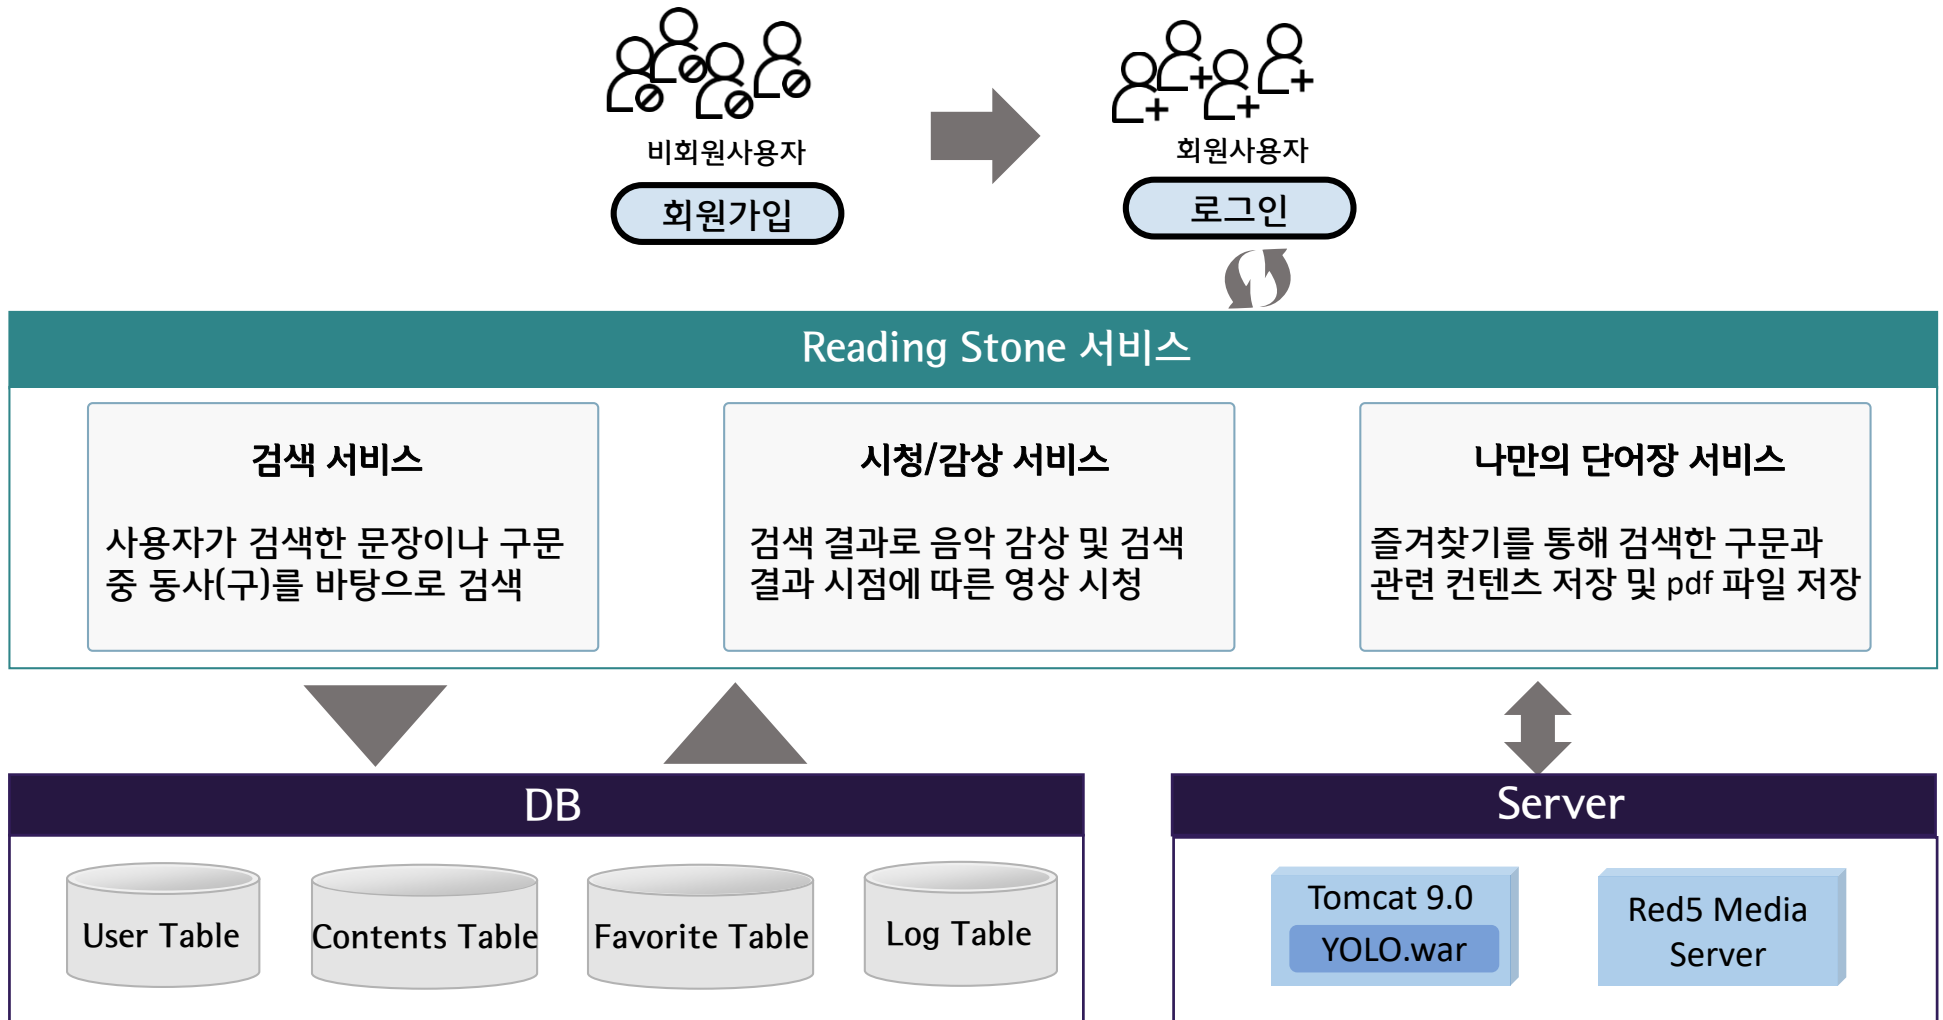 비회원사용자
회원사용자
회원가입
로그인
Reading Stone 서비스
검색 서비스
사용자가 검색한 문장이나 구문
중 동사(구)를 바탕으로 검색
시청/감상 서비스
검색 결과로 음악 감상 및 검색
결과 시점에 따른 영상 시청
나만의 단어장 서비스
즐겨찾기를 통해 검색한 구문과
관련 컨텐츠 저장 및 pdf 파일 저장
DB
User Table
Contents Table
Favorite Table
Log Table
Server
Tomcat 9.0
YOLO.war
Red5 Media
Server